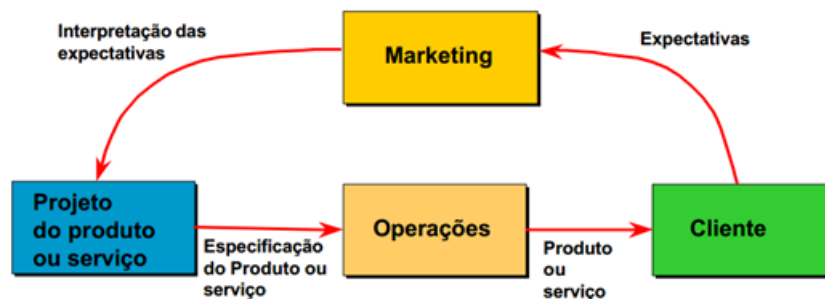 Interpretação das
expectativas
Marketing
Expectativas
Projeto
do produto
ou serviço
Especificação
do Produto ou
serviço
Operações
Produto
ou
serviço
Cliente